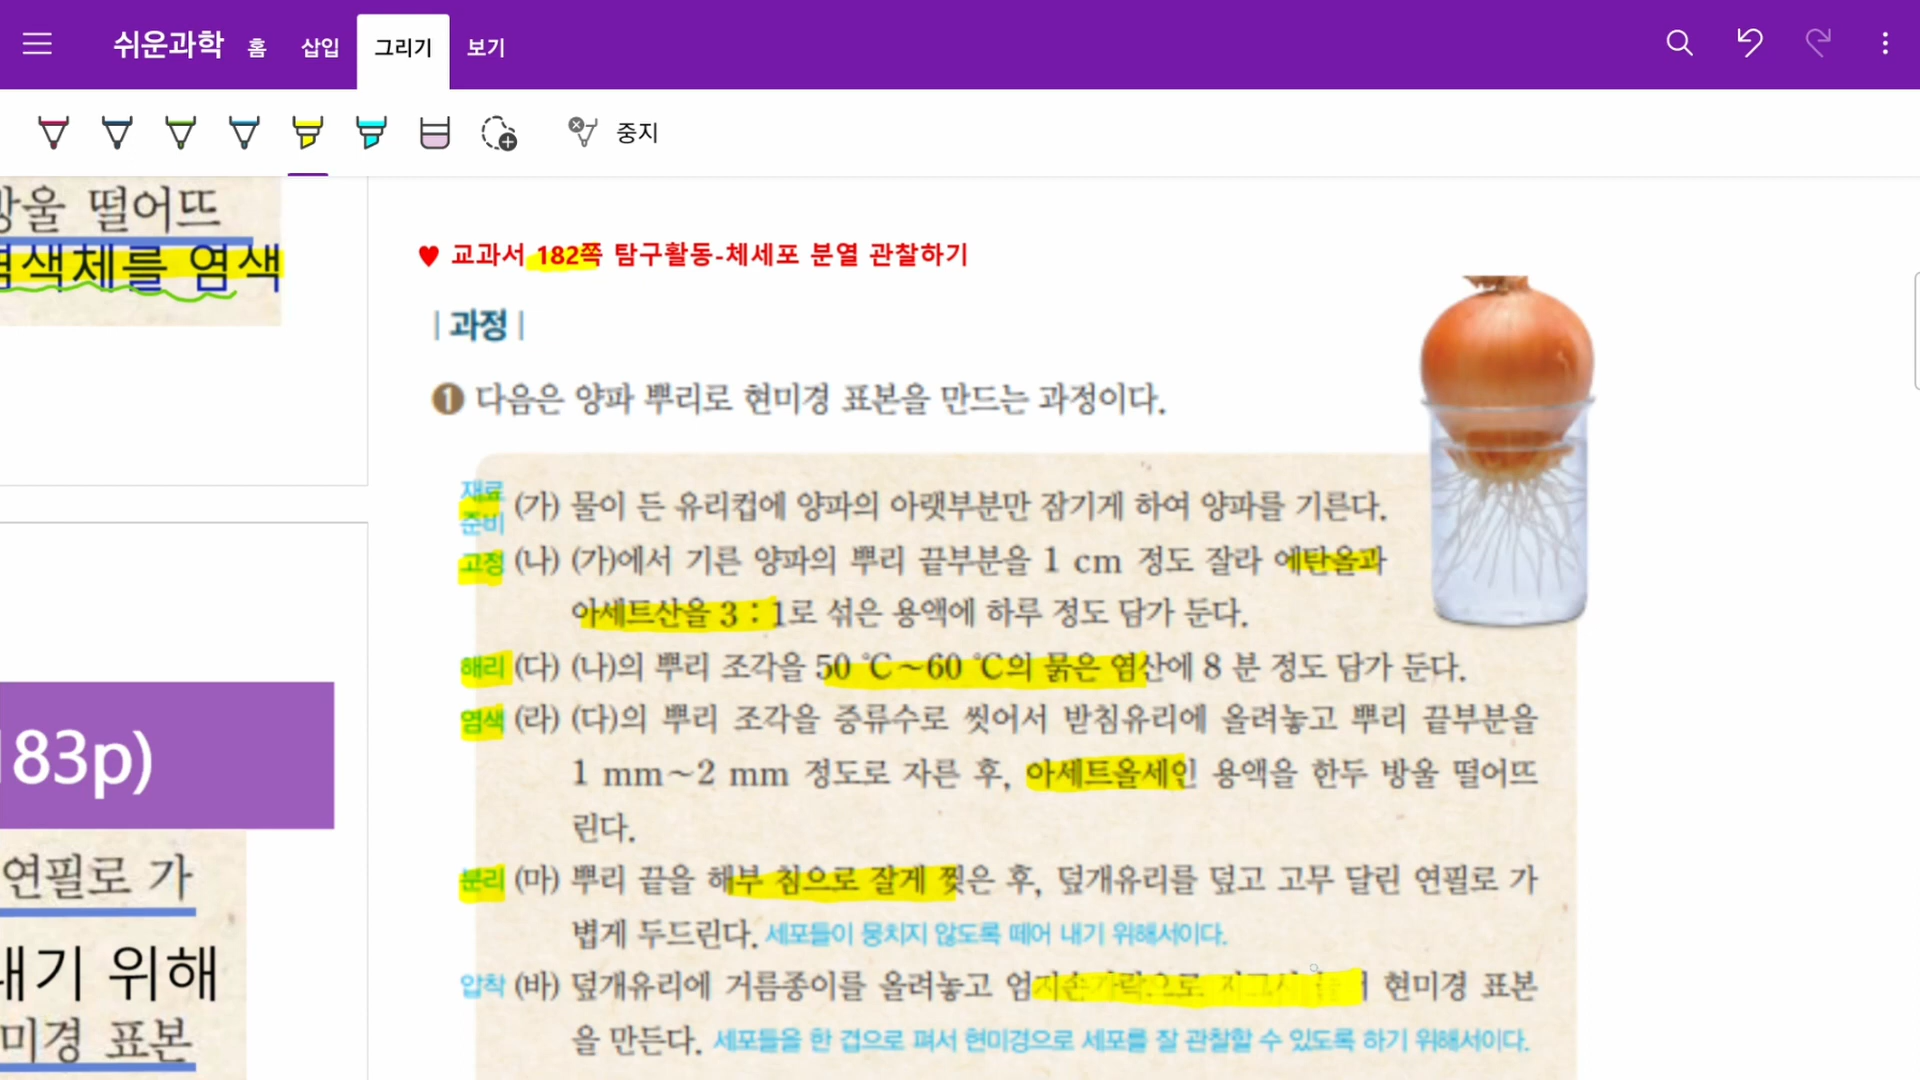 쉬운과학 홈 삽입 그리기 보기
중지
방울 떨어뜨
염색체를 염색
183p)
연필로 가
내기 위해
미경 표본
♥ 교과서 182쪽 탐구활동-체세포 분열 관찰하기
| 과정 |
❶ 다음은 양파 뿌리로 현미경 표본을 만드는 과정이다.
재료
준비
(가) 물이 든 유리컵에 양파의 아랫부분만 잠기게 하여 양파를 기른다.
고정 (나) (가)에서 기른 양파의 뿌리 끝부분을 1 cm 정도 잘라 에탄올과
아세트산을 3 : 1로 섞은 용액에 하루 정도 담가 둔다.
해리 (다) (나)의 뿌리 조각을 50 ℃~60 ℃의 묽은 염산에 8 분 정도 담가 둔다.
염색 (라) (다)의 뿌리 조각을 증류수로 씻어서 받침유리에 올려놓고 뿌리 끝부분을
1 mm~2 mm 정도로 자른 후, 아세트올세인 용액을 한두 방울 떨어뜨
린다.
분리 (마) 뿌리 끝을 해부 침으로 잘게 찢은 후, 덮개유리를 덮고 고무 달린 연필로 가
볍게 두드린다. 세포들이 뭉치지 않도록 떼어 내기 위해서이다.
압착 (바) 덮개유리에 거름종이를 올려놓고 엄지손가락으로 지그시 현미경 표본
을 만든다. 세포들을 한 겹으로 펴서 현미경으로 세포를 잘 관찰할 수 있도록 하기 위해서이다.